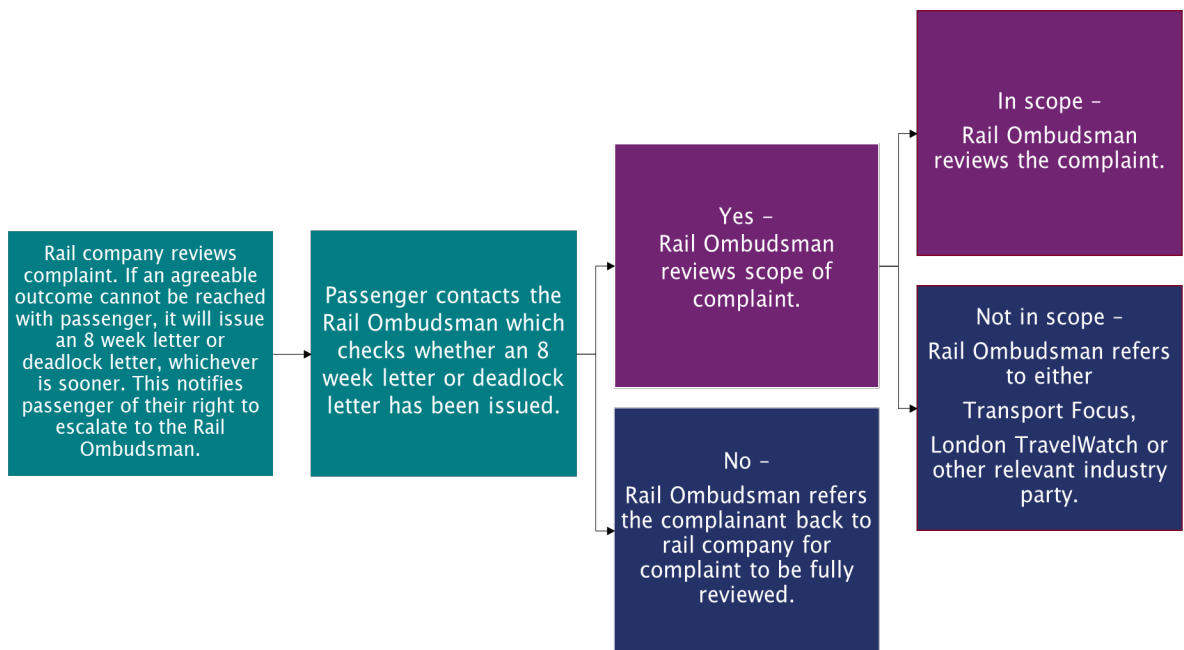 Rail company reviews
complaint. If an agreeable
outcome cannot be reached
with passenger, it will issue
an 8 week letter or
deadlock letter, whichever
is sooner. This notifies
passenger of their right to
escalate to the Rail
Ombudsman.
Passenger contacts the
Rail Ombudsman which
checks whether an 8
week letter or deadlock
letter has been issued.
Yes –
Rail Ombudsman
reviews scope of
complaint.
No –
Rail Ombudsman refers
the complainant back to
rail company for
complaint to be fully
reviewed.
In scope –
Rail Ombudsman
reviews the complaint.
Not in scope –
Rail Ombudsman refers
to either
Transport Focus,
London TravelWatch or
other relevant industry
party.